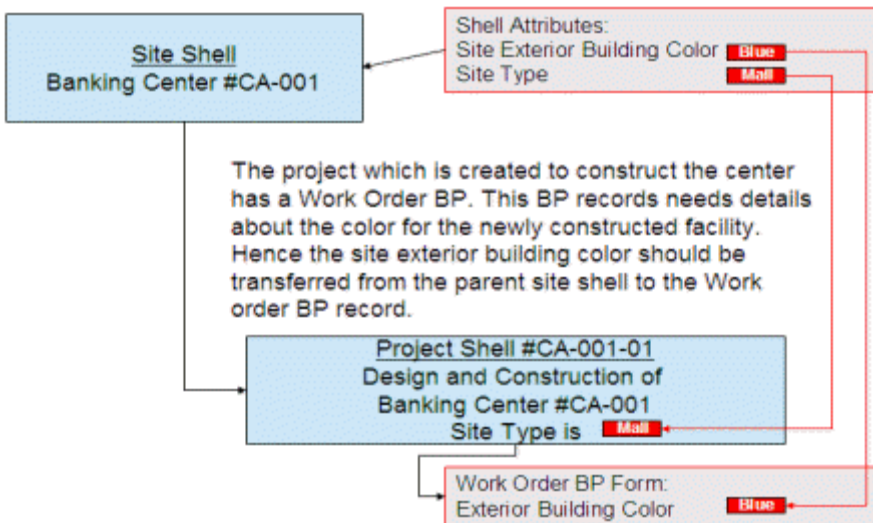 Site Shell
Banking Center #CA-001
Shell Attributes:
Site Exterior Building Color Blue
Site Type Mall
The project which is created to construct the center
has a Work Order BP. This BP records needs details
about the color for the newly constructed facility.
Hence the site exterior building color should be
transferred from the parent site shell to the Work
order BP record.
Project Shell #CA-001-01
Design and Construction of
Banking Center #CA-001
Site Type is Mall
Work Order BP Form:
Exterior Building Color Blue